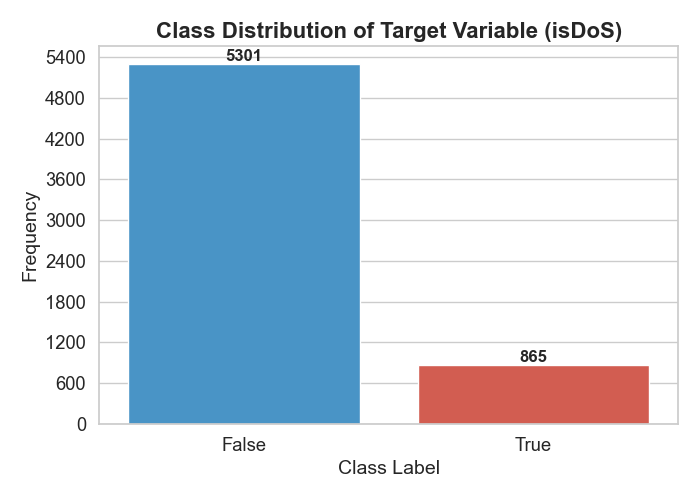 Class Distribution of Target Variable (isDoS)
5301
865
5400
4800
4200
3600
3000
2400
1800
1200
600
0
Frequency
False
True
Class Label